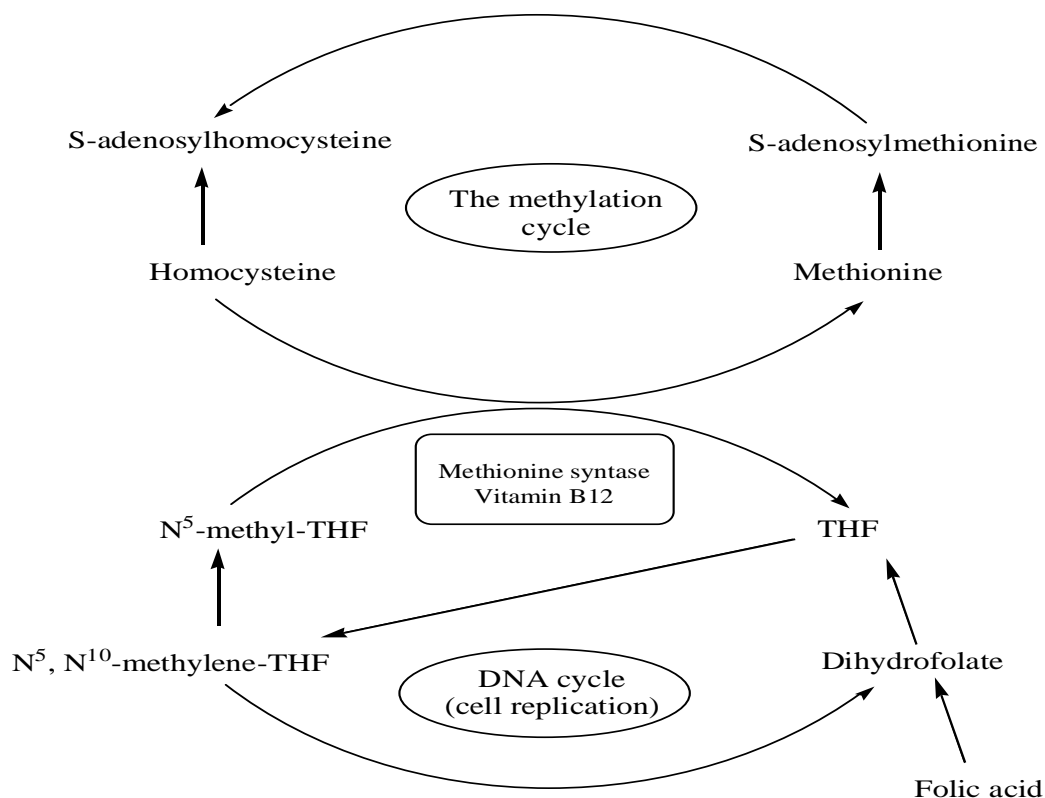 S-adenosylhomocysteine
S-adenosylmethionine
The methylation
cycle
Homocysteine
Methionine
Methionine syntase
Vitamin B12
N⁵-methyl-THF
THF
N⁵, N¹⁰-methylene-THF
Dihydrofolate
DNA cycle
(cell replication)
Folic acid